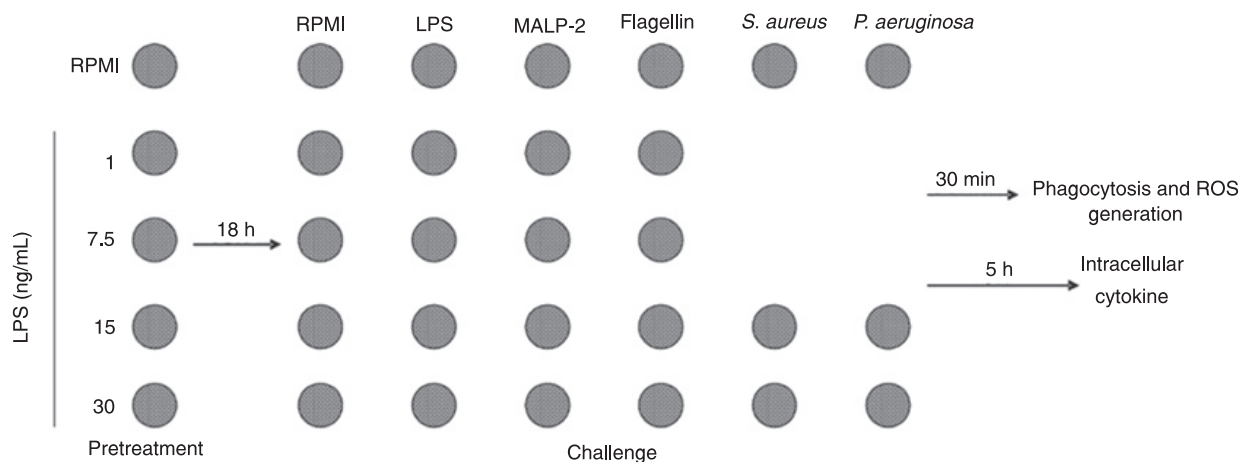 RPMI LPS MALP-2 Flagellin S. aureus P. aeruginosa
RPMI
LPS (ng/mL)
1
7.5
15
30
18 h
30 min
Phagocytosis and ROS
generation
5 h
Intracellular
cytokine
Pretreatment
Challenge